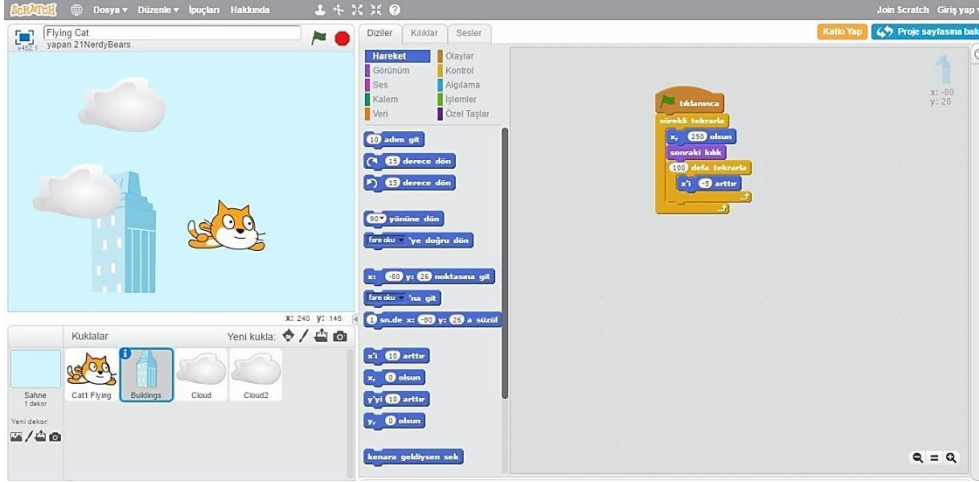 SCRATCH Dosya Düzenle İpuçları Hakkında Join Scratch Giriş yap
Flying Cat
v452.1 yapan 21NerdyBears
Diziler Kılıklar Sesler
Katkı Yap Proje sayfasına bak
Hareket Olaylar
Görünüm Kontrol
Ses Algılama
Kalem İşlemler
Veri Özel Taşlar
10 adım git
15 derece dön
15 derece dön
90 yönüne dön
fare oku 'ye doğru dön
x: -80 y: 26 noktasına git
fare oku 'na git
1 sn.de x: -80 y: 26 a süzül
x'i 10 arttır
x, 0 olsun
y'yi 10 arttır
y, 0 olsun
kenara geldiysen sek
tıklanınca
sürekli tekrarla
x, 250 olsun
sonraki kılık
100 defa tekrarla
x'i -5 arttır
x: -80
y: 26
X: 240 Y: 146
Kuklalar Yeni kukla:
Sahne
1 dekor
Cat1 Flying Buildings Cloud Cloud2
Yeni dekor: